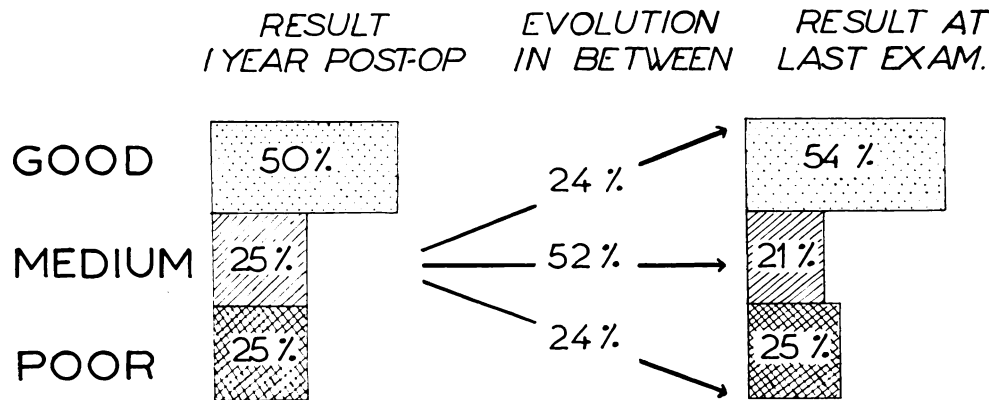 RESULT
1 YEAR POST-OP
EVOLUTION
IN BETWEEN
RESULT AT
LAST EXAM.
GOOD
50%
24%
54%
MEDIUM
25%
52%
21%
POOR
25%
24%
25%